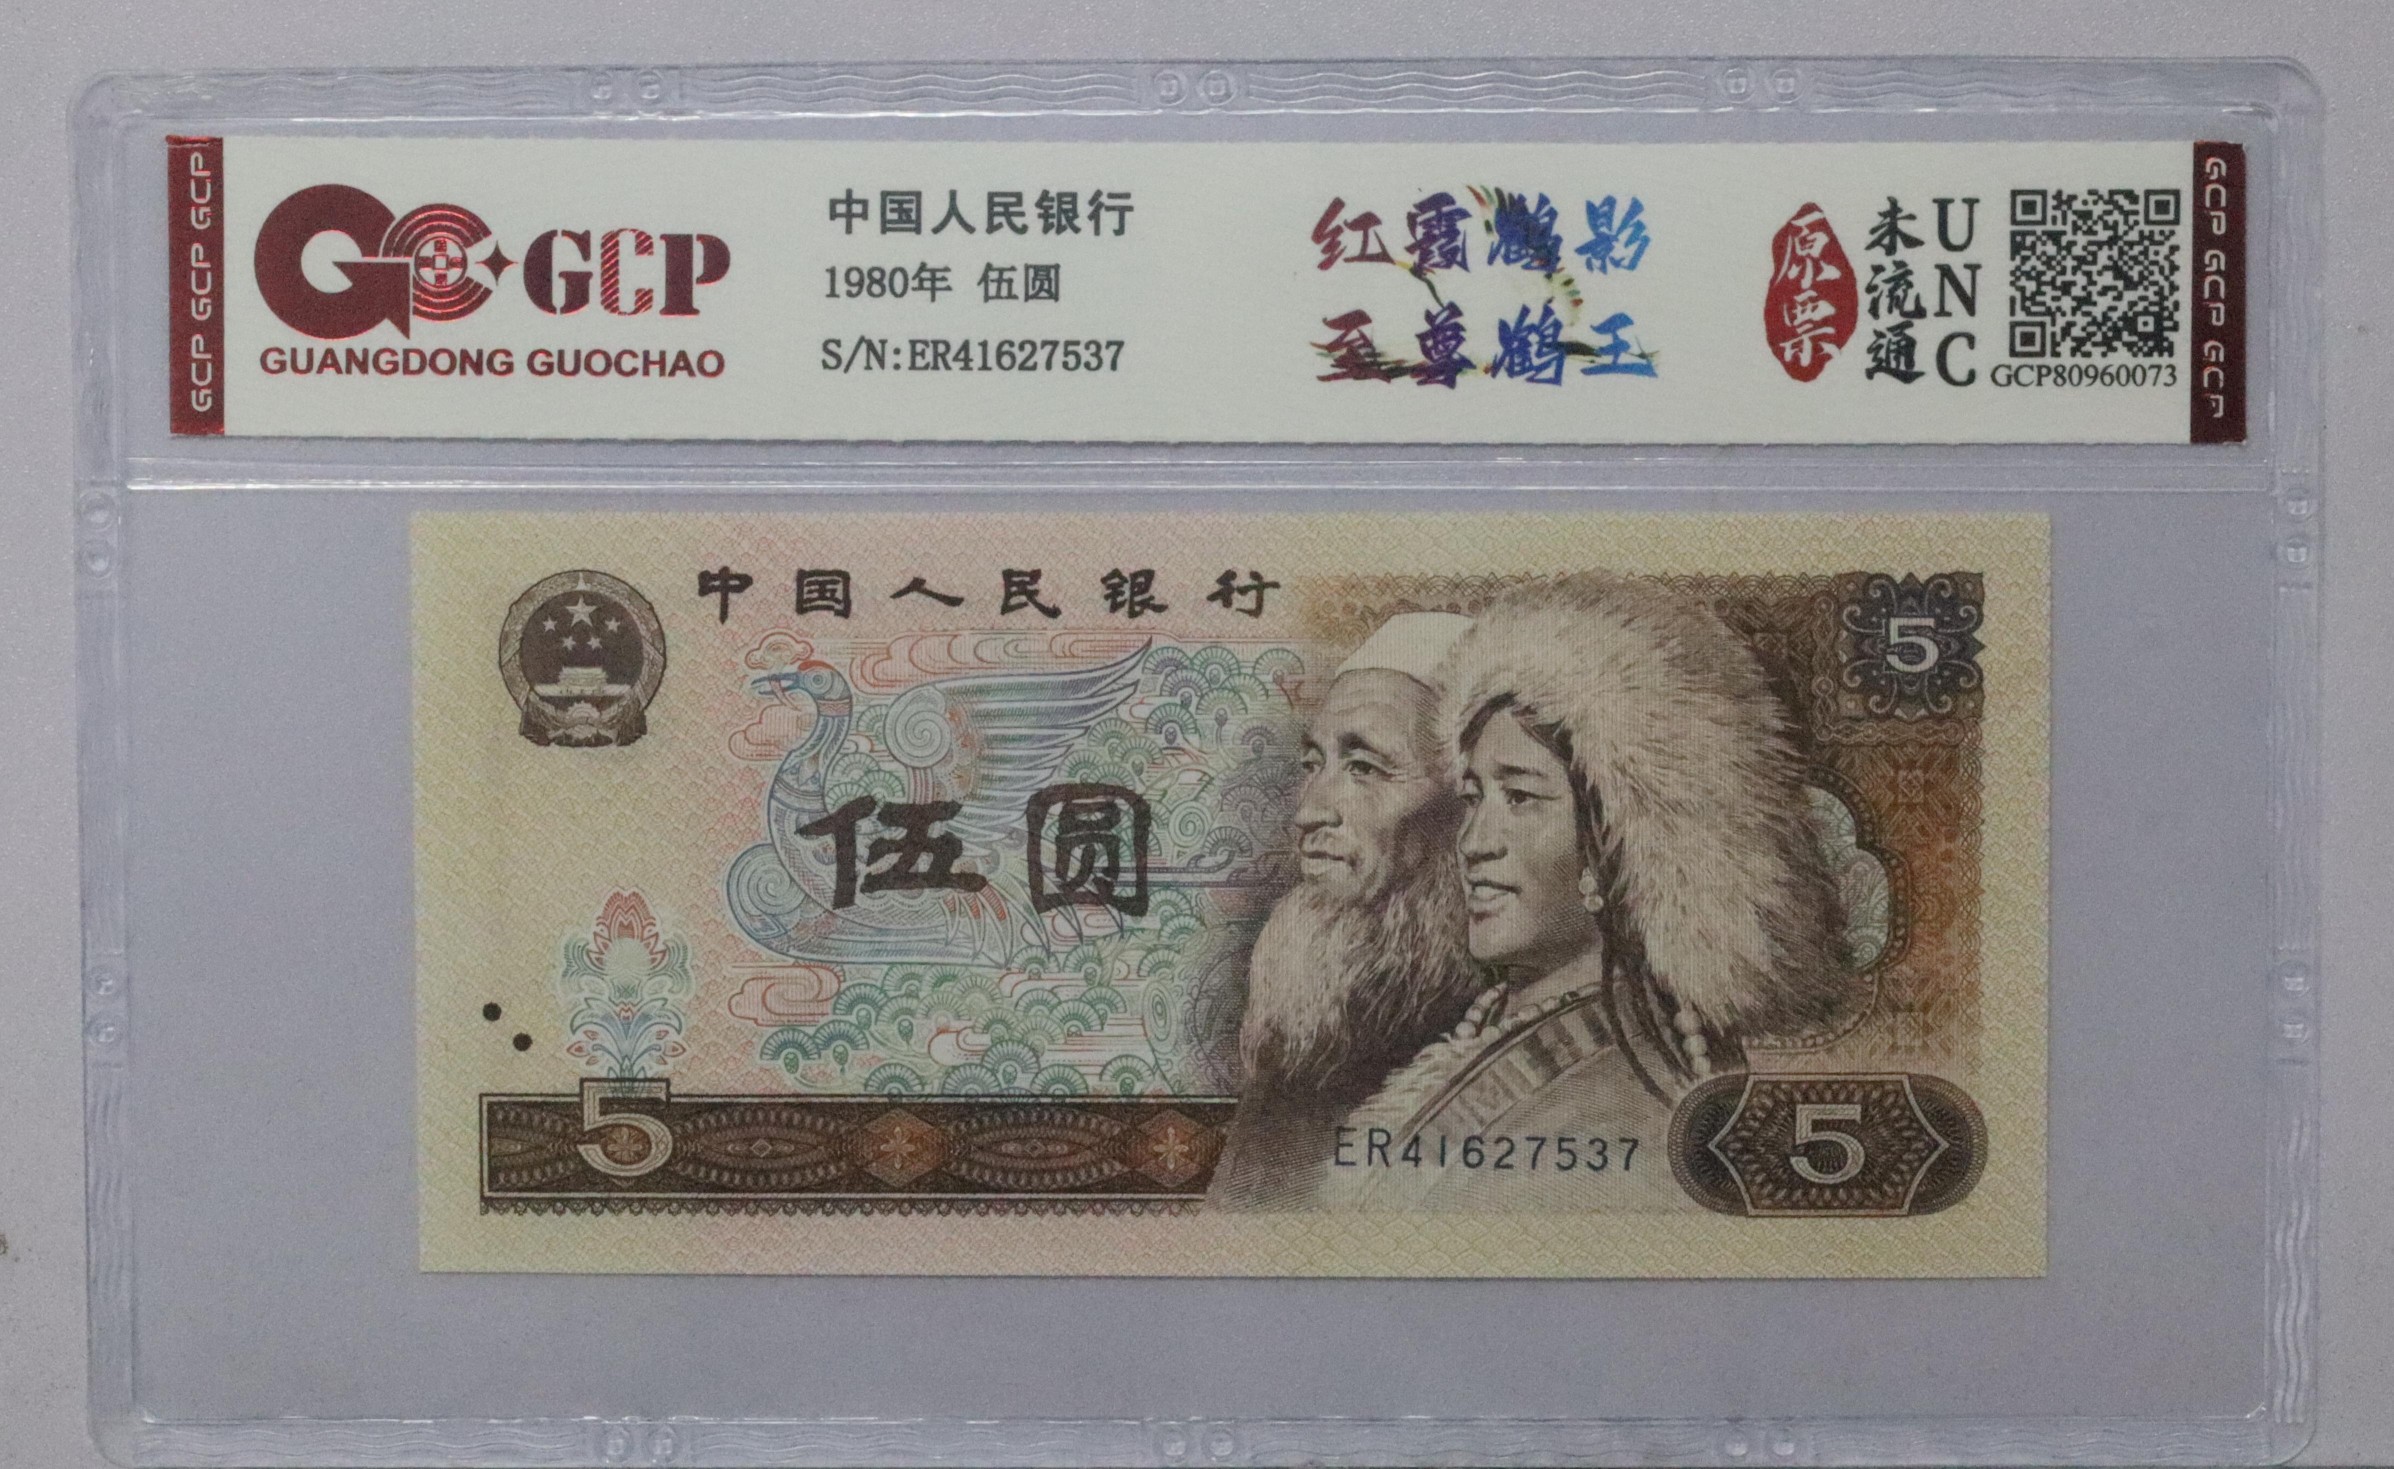 GCP GCP GCP
GCP
GUANGDONG GUOCHAO
中国人民银行
1980年 伍圆
S/N:ER41627537
红霞鹤影
至尊鹤王
原票
未流通
UNC
GCP80960073
GCP GCP GCP
中国人民银行
5
伍圆
5
ER41627537
5